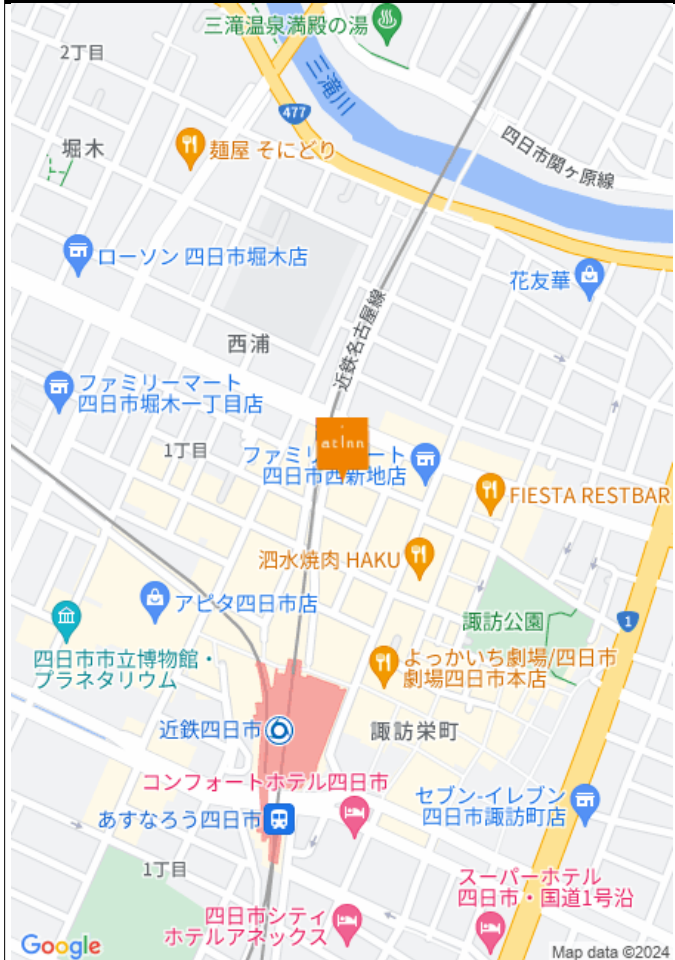 三滝温泉満殿の湯
2丁目
三滝川
477
四日市関ヶ原線
堀木
麺屋 そにどり
ローソン 四日市堀木店
花友華
近鉄名古屋線
西浦
ファミリーマート
四日市堀木一丁目店
at Inn
1丁目
四日市西新地店
FIESTA RESTBAR
泗水焼肉 HAKU
アピタ四日市店
諏訪公園
1
四日市市立博物館・
プラネタリウム
よっかいち劇場/四日市
劇場四日市本店
近鉄四日市
諏訪栄町
コンフォートホテル四日市
あすなろう四日市
セブン-イレブン
四日市諏訪町店
1丁目
スーパーホテル
四日市・国道1号沿
四日市シティ
ホテルアネックス
Google
Map data ©2024